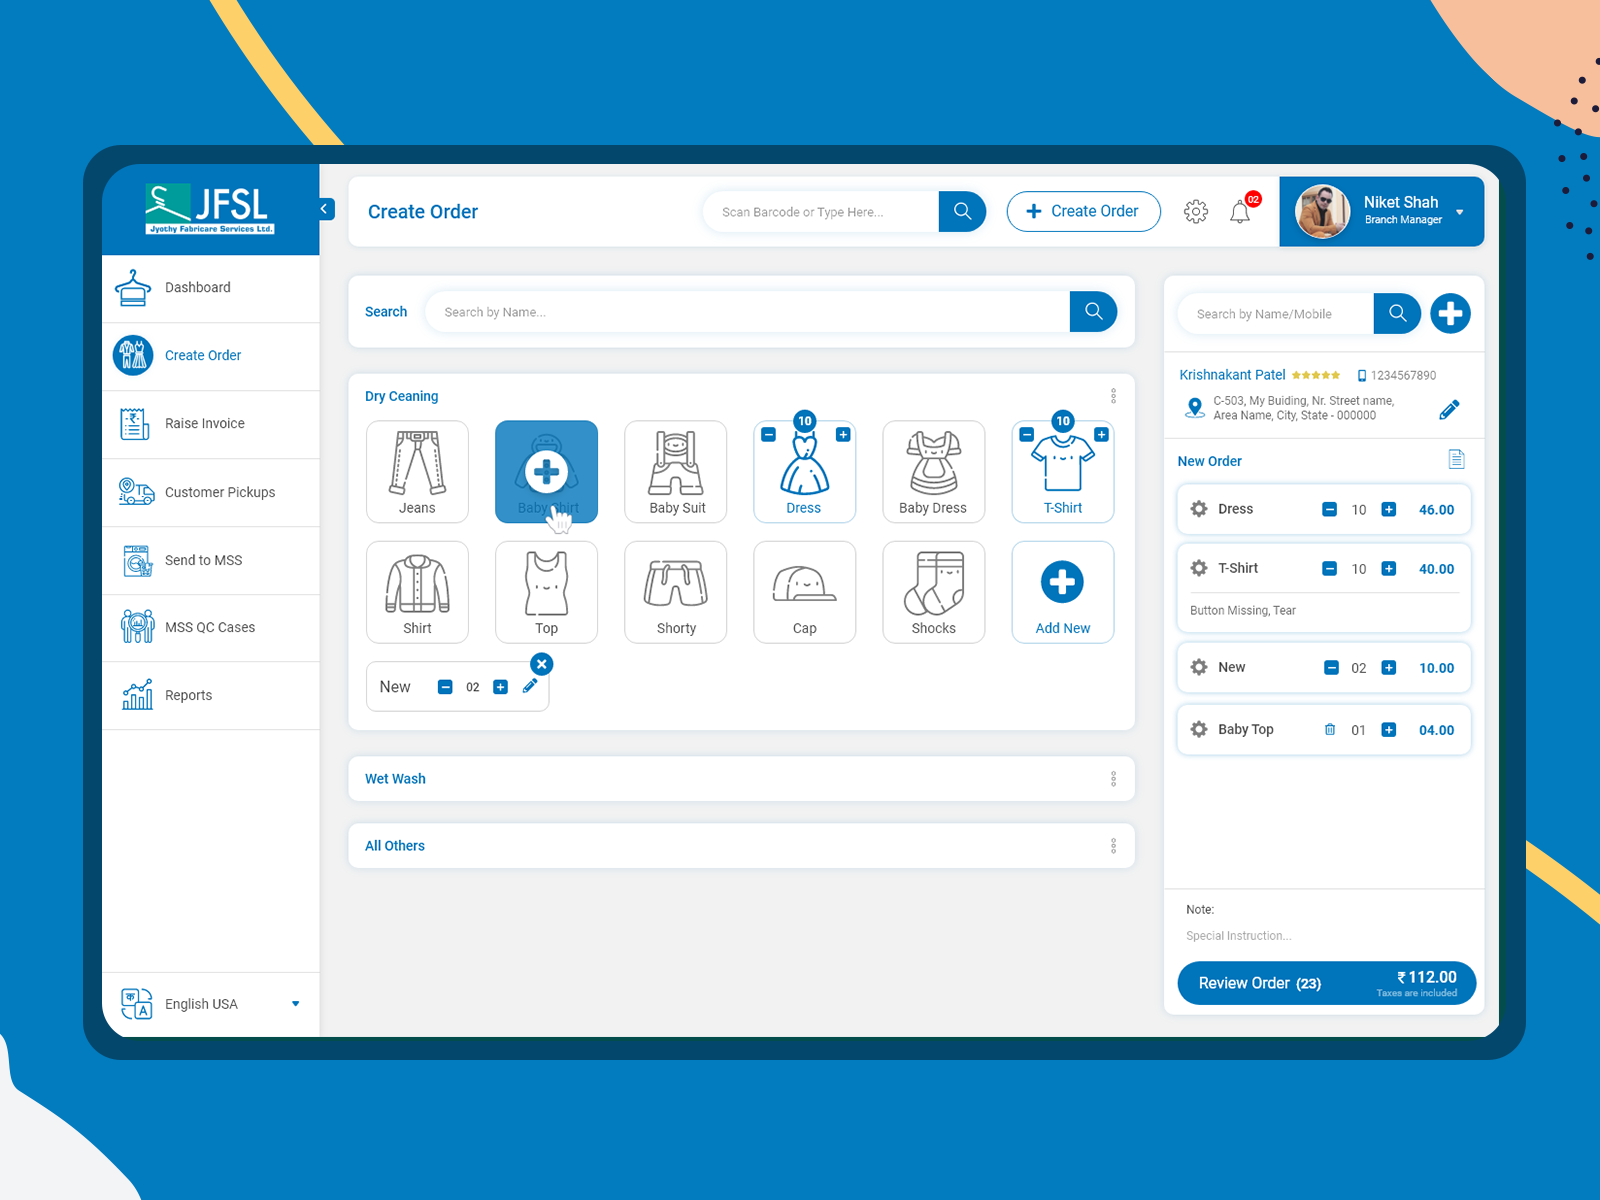 JFSL
Jyothy Fabricare Services Ltd.
Dashboard
Create Order
Raise Invoice
Customer Pickups
Send to MSS
MSS QC Cases
Reports
English USA
Create Order
Scan Barcode or Type Here...
Create Order
02
Niket Shah
Branch Manager
Search
Search by Name...
Dry Ceaning
Jeans
Baby Shirt
Baby Suit
10
Dress
Baby Dress
10
T-Shirt
Shirt
Top
Shorty
Cap
Shocks
Add New
New 02
Wet Wash
All Others
Search by Name/Mobile
Krishnakant Patel 1234567890
C-503, My Buiding, Nr. Street name,
Area Name, City, State - 000000
New Order
Dress 10 46.00
T-Shirt 10 40.00
Button Missing, Tear
New 02 10.00
Baby Top 01 04.00
Note:
Special Instruction...
Review Order (23) ₹ 112.00
Taxes are included
क
A